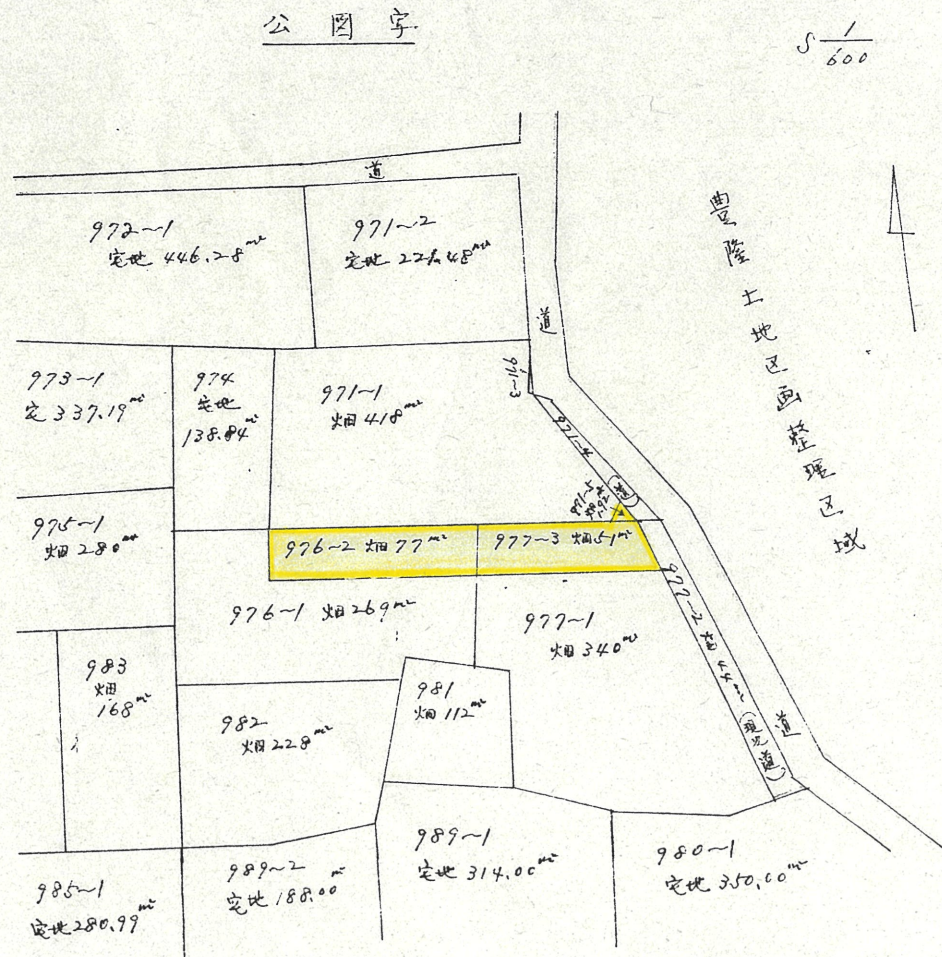 公図写
S 1/600
道
972~1
宅地 446.28㎡
971~2
道
豊隆土地区画整理区域
973~1
宅 337.19㎡
974
宅地
138.84㎡
971~1
畑 418㎡
971~3
971~4
971~5
(道)
975~1
畑 280㎡
976~2 畑 77㎡
977~3 畑 51㎡
976~1 畑 269㎡
977~1
畑 340㎡
977~2 畑 44㎡ (現況道)
道
983
畑
168㎡
982
畑 228㎡
981
畑 112㎡
985~1
宅地 280.99㎡
989~2
宅地 188.00㎡
989~1
宅地 314.00㎡
980~1
宅地 350.00㎡